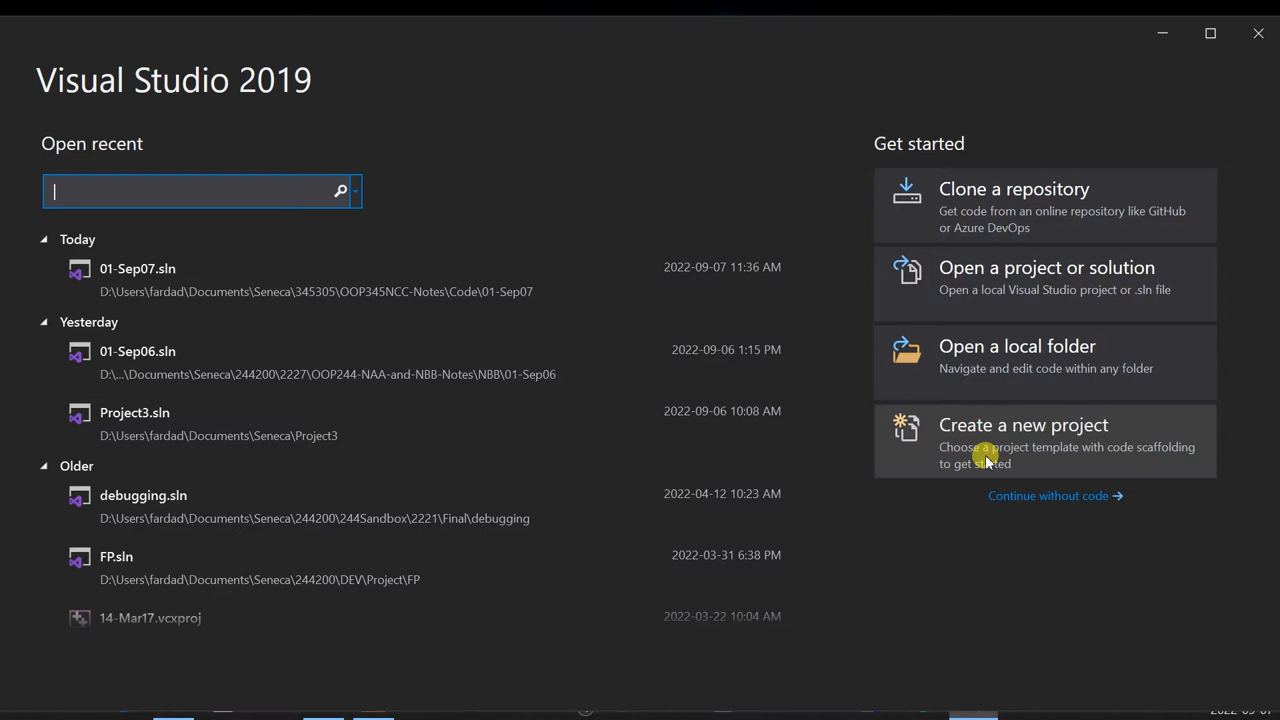 Visual Studio 2019
Open recent
Today
01-Sep07.sln
2022-09-07 11:36 AM
D:\Users\fardad\Documents\Seneca\345305\OOP345NCC-Notes\Code\01-Sep07
Yesterday
01-Sep06.sln
2022-09-06 1:15 PM
D:\...\Documents\Seneca\244200\2227\OOP244-NAA-and-NBB-Notes\NBB\01-Sep06
Project3.sln
2022-09-06 10:08 AM
D:\Users\fardad\Documents\Seneca\Project3
Older
debugging.sln
2022-04-12 10:23 AM
D:\Users\fardad\Documents\Seneca\244200\244Sandbox\2221\Final\debugging
FP.sln
2022-03-31 6:38 PM
D:\Users\fardad\Documents\Seneca\244200\DEV\Project\FP
14-Mar17.vcxproj
2022-03-22 10:04 AM
Get started
Clone a repository
Get code from an online repository like GitHub
or Azure DevOps
Open a project or solution
Open a local Visual Studio project or .sln file
Open a local folder
Navigate and edit code within any folder
Create a new project
Choose a project template with code scaffolding
to get started
Continue without code